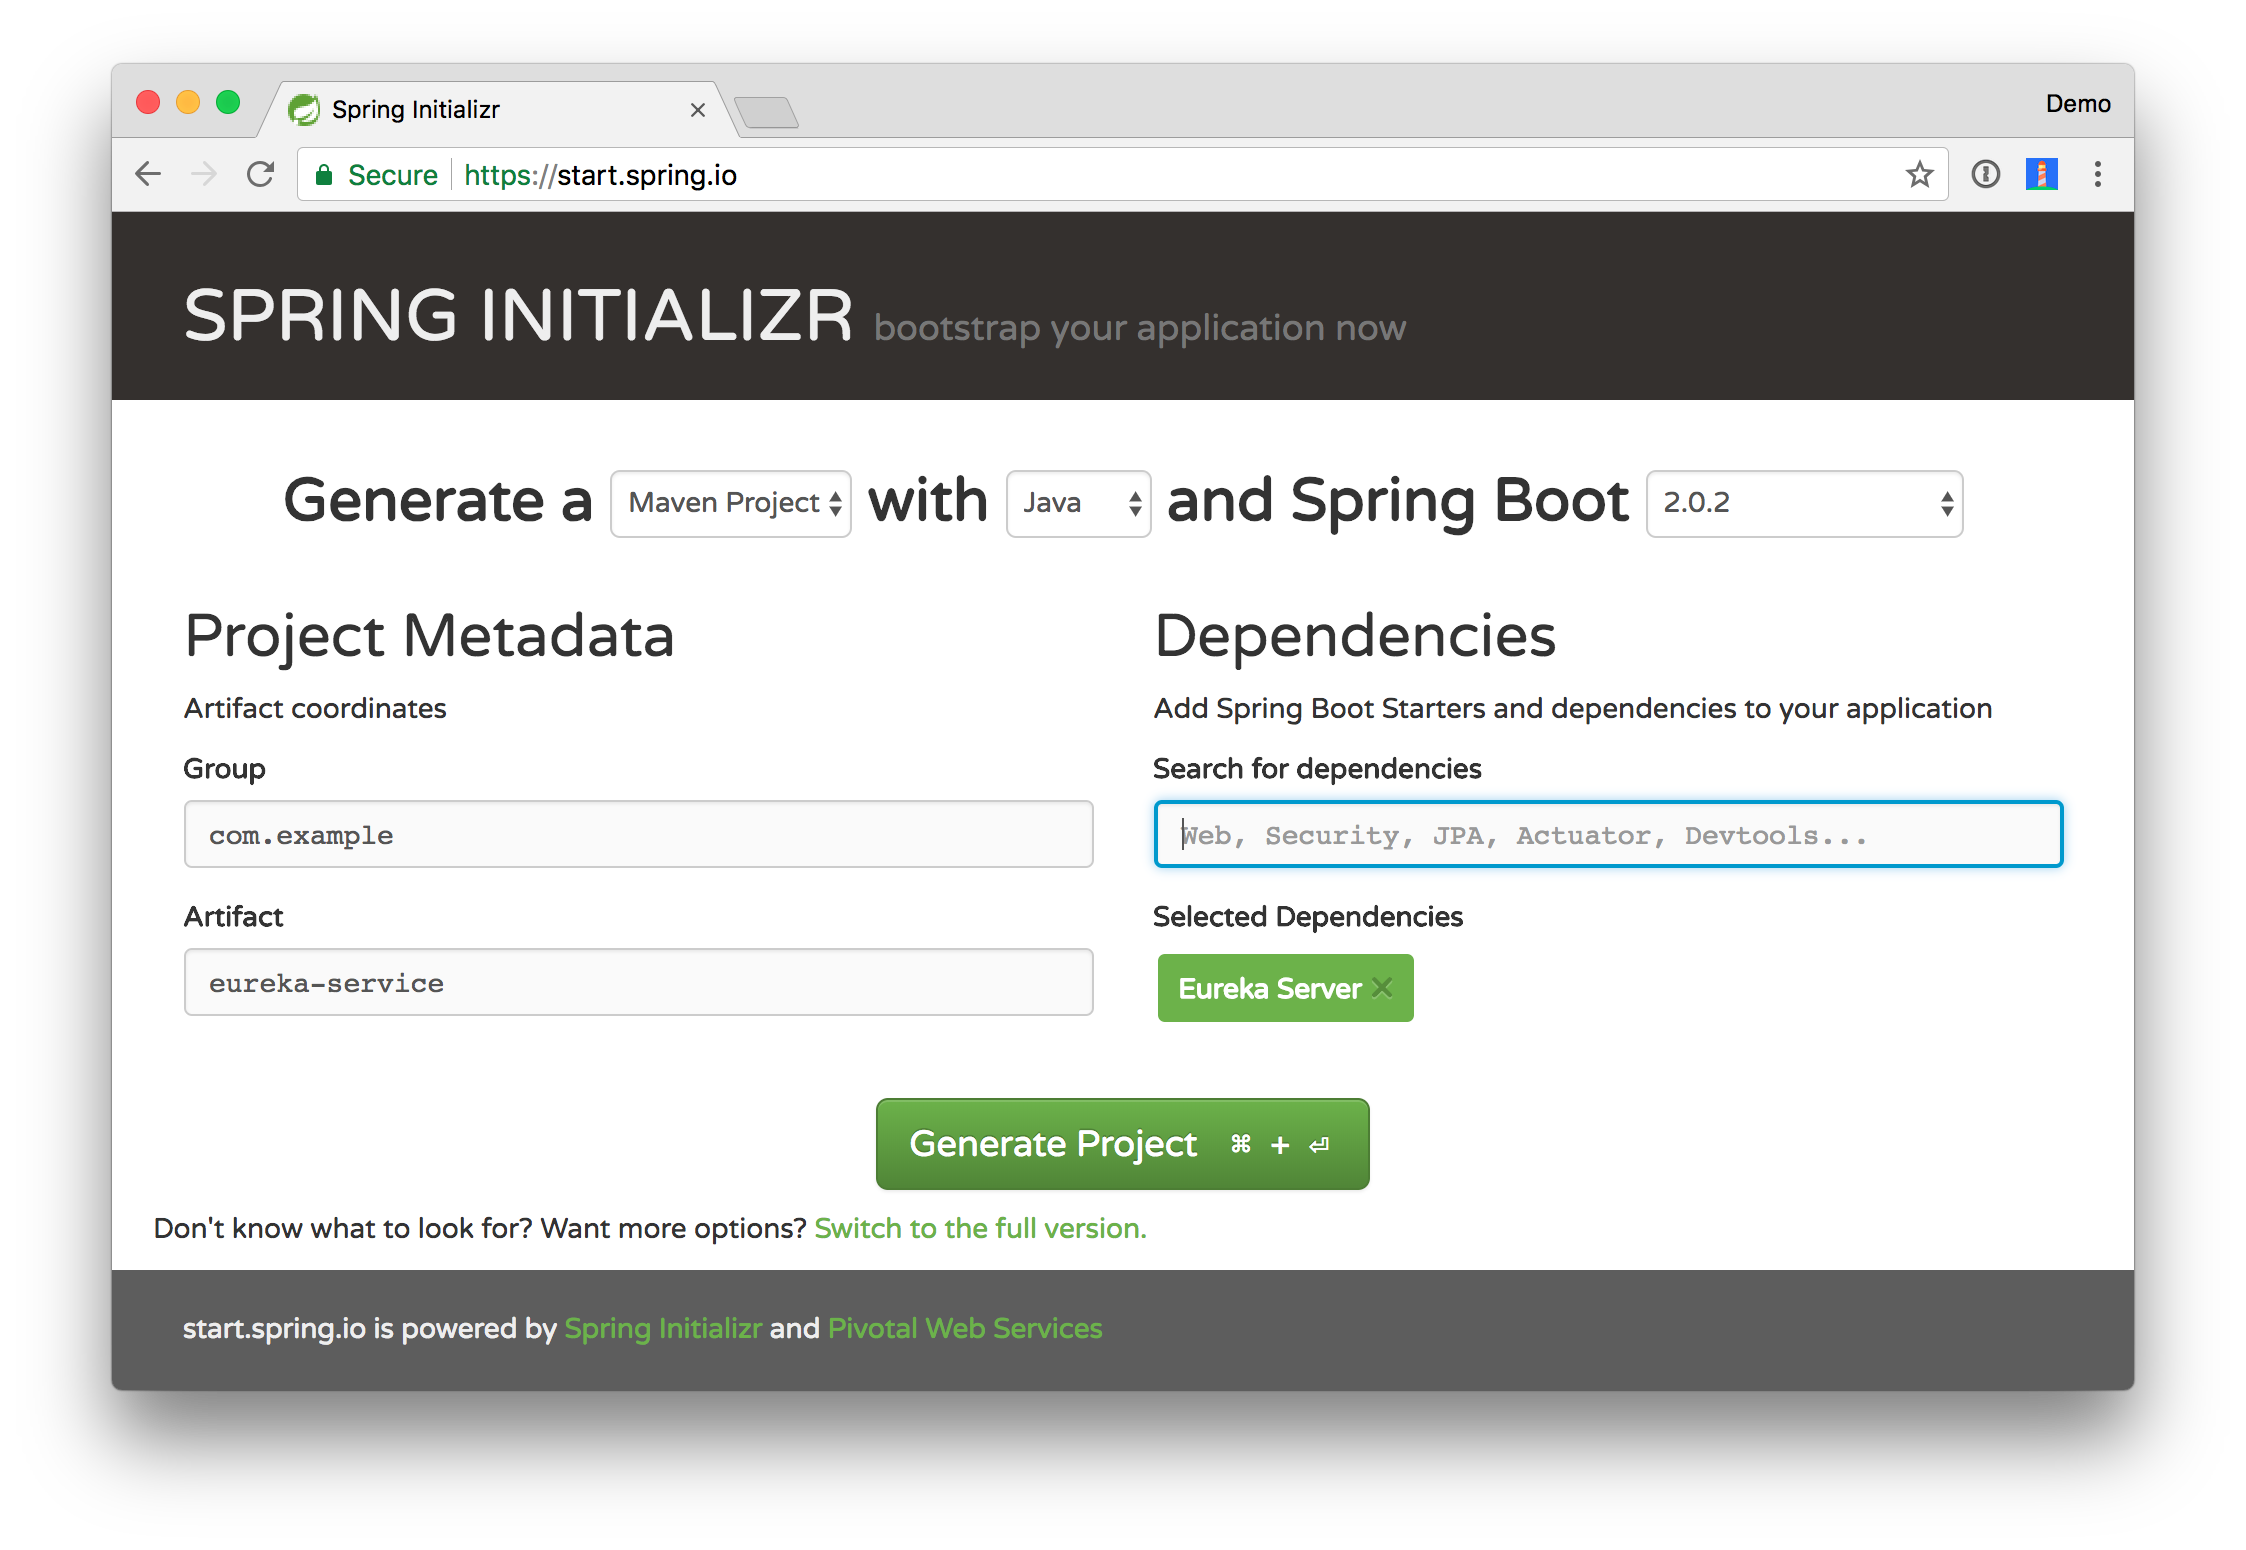 Spring Initializr
Demo
Secure https://start.spring.io
SPRING INITIALIZR bootstrap your application now
Generate a Maven Project with Java and Spring Boot 2.0.2
Project Metadata
Artifact coordinates
Group
com.example
Artifact
eureka-service
Dependencies
Add Spring Boot Starters and dependencies to your application
Search for dependencies
Web, Security, JPA, Actuator, Devtools...
Selected Dependencies
Eureka Server
Generate Project ⌘ + ⏎
Don't know what to look for? Want more options? Switch to the full version.
start.spring.io is powered by Spring Initializr and Pivotal Web Services